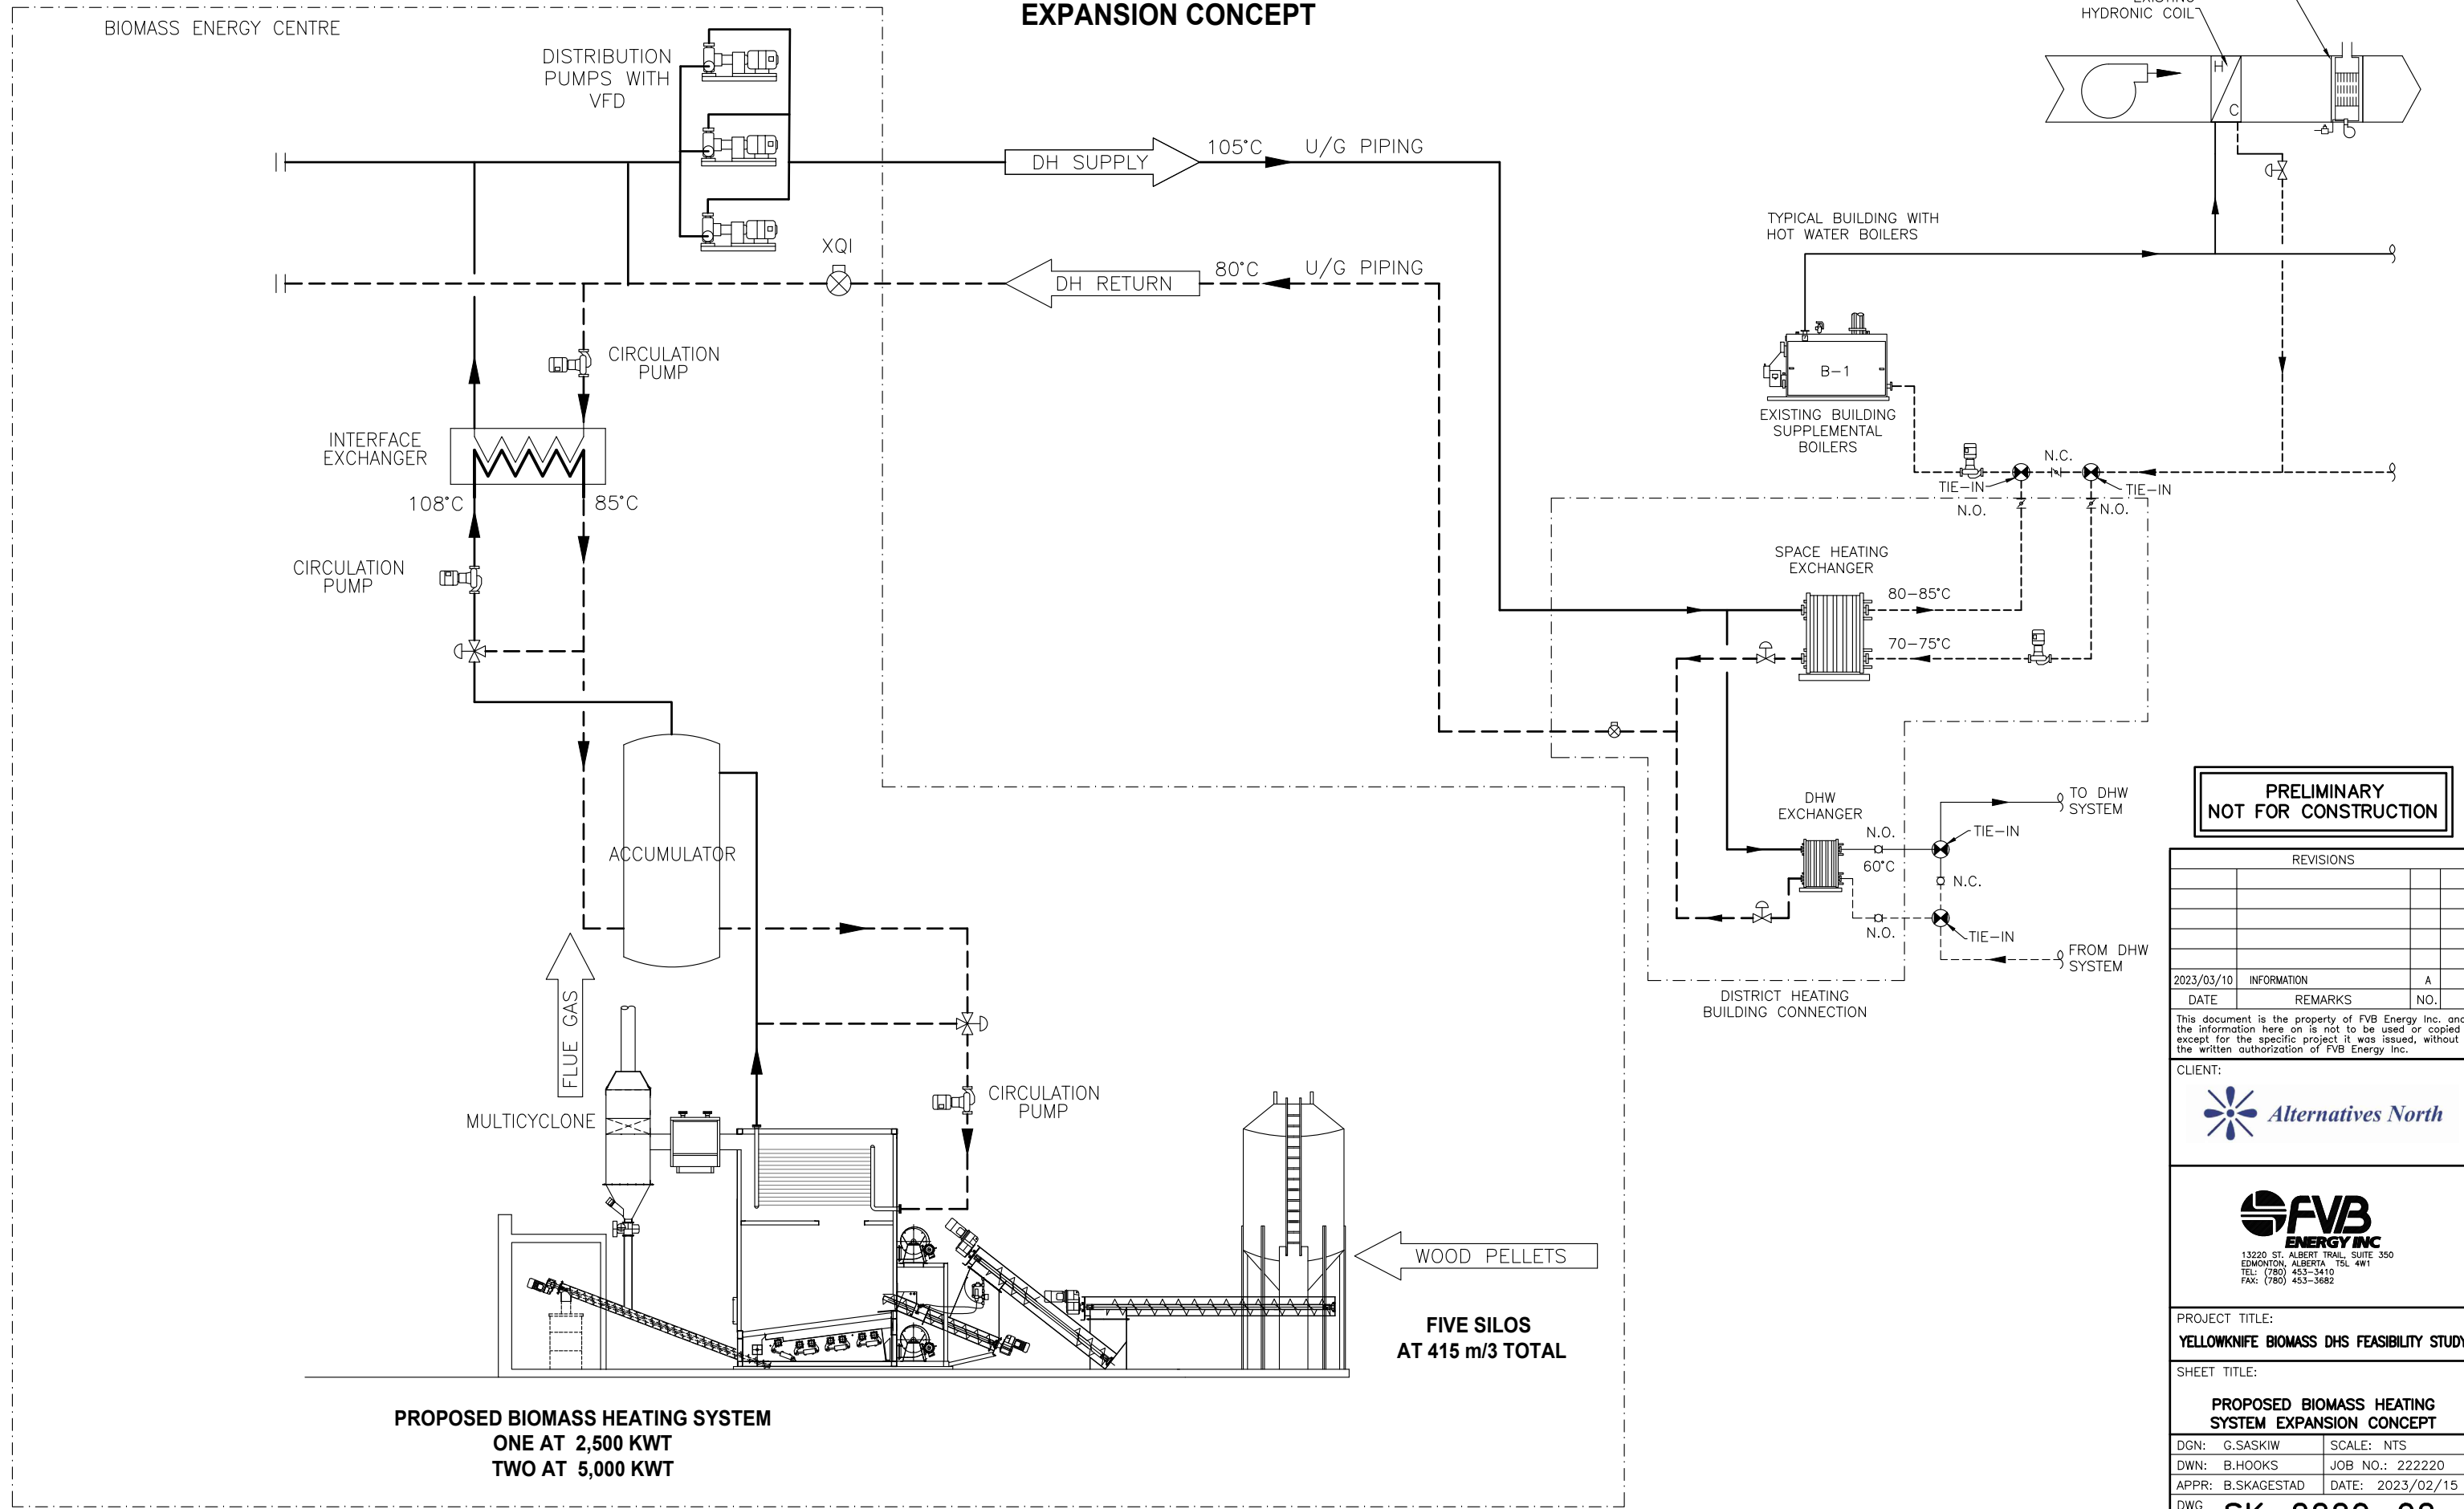 EXPANSION CONCEPT
BIOMASS ENERGY CENTRE
DISTRIBUTION
PUMPS WITH
VFD
HYDRONIC COIL
H
C
DH SUPPLY
105°C
U/G PIPING
XQI
DH RETURN
80°C
U/G PIPING
TYPICAL BUILDING WITH
HOT WATER BOILERS
CIRCULATION
PUMP
B-1
EXISTING BUILDING
SUPPLEMENTAL
BOILERS
INTERFACE
EXCHANGER
108°C
85°C
N.C.
TIE-IN
TIE-IN
N.O.
N.O.
CIRCULATION
PUMP
SPACE HEATING
EXCHANGER
80-85°C
70-75°C
ACCUMULATOR
DHW
EXCHANGER
N.O.
60°C
TO DHW
SYSTEM
TIE-IN
N.C.
N.O.
TIE-IN
FROM DHW
SYSTEM
DISTRICT HEATING
BUILDING CONNECTION
FLUE GAS
MULTICYCLONE
CIRCULATION
PUMP
WOOD PELLETS
FIVE SILOS
AT 415 m/3 TOTAL
PROPOSED BIOMASS HEATING SYSTEM
ONE AT 2,500 KWT
TWO AT 5,000 KWT
PRELIMINARY
NOT FOR CONSTRUCTION
REVISIONS
2023/03/10 INFORMATION A
DATE REMARKS NO.
This document is the property of FVB Energy Inc. and
the information here on is not to be used or copied
except for the specific project it was issued, without
the written authorization of FVB Energy Inc.
CLIENT:
Alternatives North
FVB
ENERGY INC
13220 ST. ALBERT TRAIL, SUITE 350
EDMONTON, ALBERTA T5L 4W1
TEL: (780) 453-3410
FAX: (780) 453-3682
PROJECT TITLE:
YELLOWKNIFE BIOMASS DHS FEASIBILITY STUDY
SHEET TITLE:
PROPOSED BIOMASS HEATING
SYSTEM EXPANSION CONCEPT
DGN: G.SASKIW SCALE: NTS
DWN: B.HOOKS JOB NO.: 222220
APPR: B.SKAGESTAD DATE: 2023/02/15
DWG